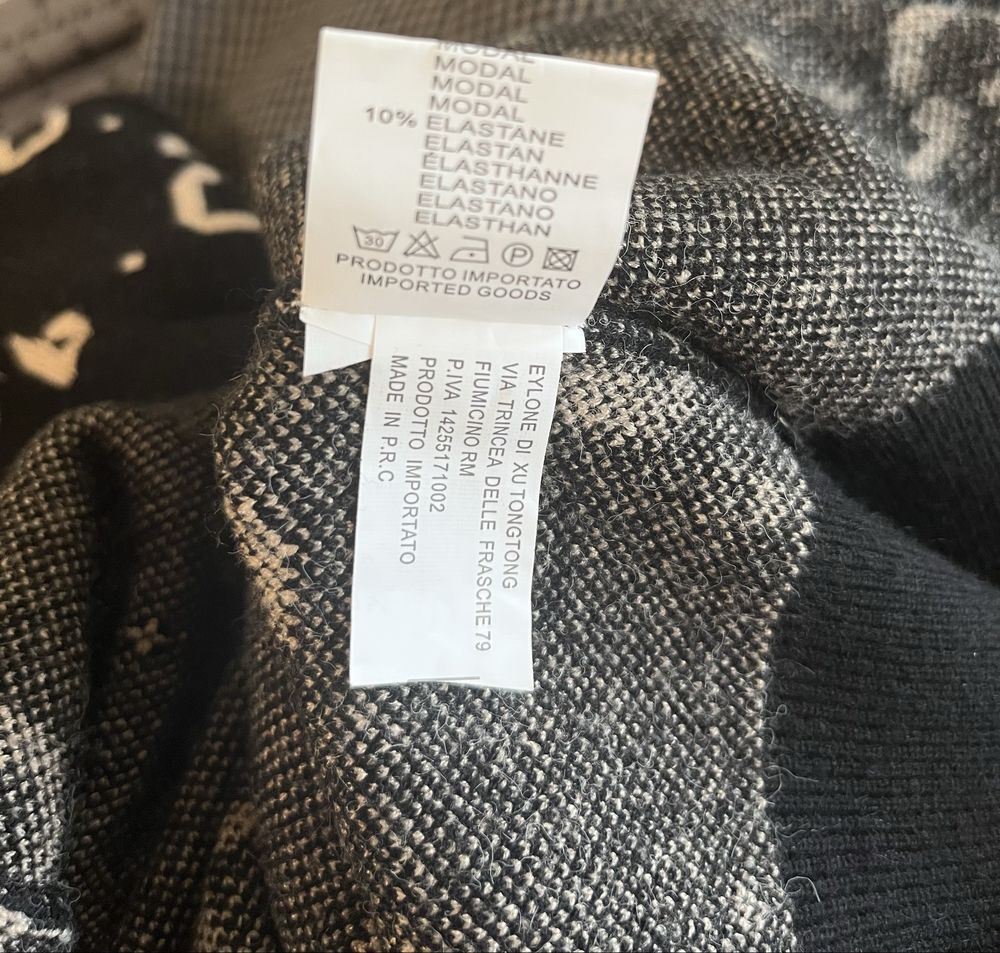 MODAL
MODAL
MODAL
MODAL
10% ELASTANE
ELASTAN
ÉLASTHANNE
ELASTANO
ELASTANO
ELASTHAN
30 P
PRODOTTO IMPORTATO
IMPORTED GOODS
EYLONE DI XU TONGTONG
VIA TRINCEA DELLE FRASCHE 79
FIUMICINO RM
P.IVA 14255171002
PRODOTTO IMPORTATO
MADE IN P.R.C